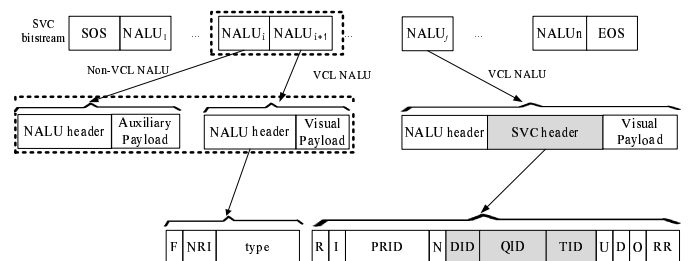 SVC bitstream
SOS NALU1 ... NALUi NALUi+1 ... NALUj ... NALUn EOS
Non-VCL NALU
VCL NALU
VCL NALU
NALU header Auxiliary Payload
NALU header Visual Payload
NALU header SVC header Visual Payload
F NRI type
R I PRID N DID QID TID U D O RR